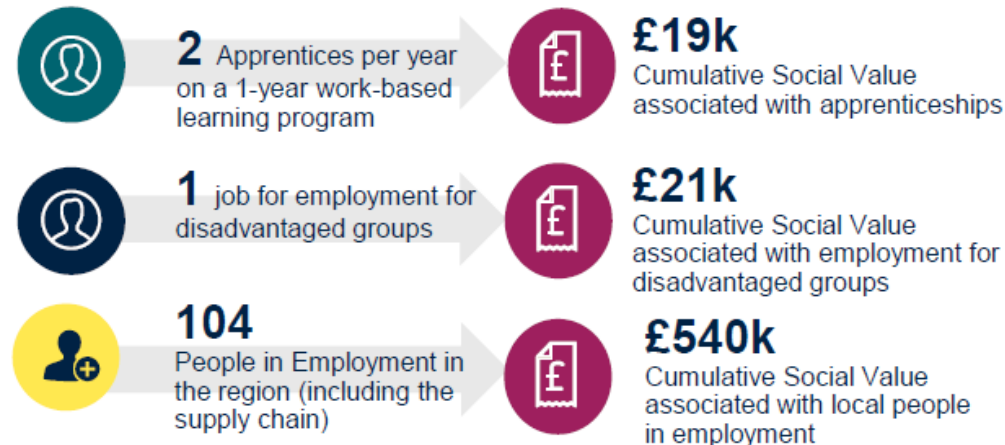 2 Apprentices per year
on a 1-year work-based
learning program
£
£19k
Cumulative Social Value
associated with apprenticeships
1 job for employment for
disadvantaged groups
£
£21k
Cumulative Social Value
associated with employment for
disadvantaged groups
104
People in Employment in
the region (including the
supply chain)
£
£540k
Cumulative Social Value
associated with local people
in employment